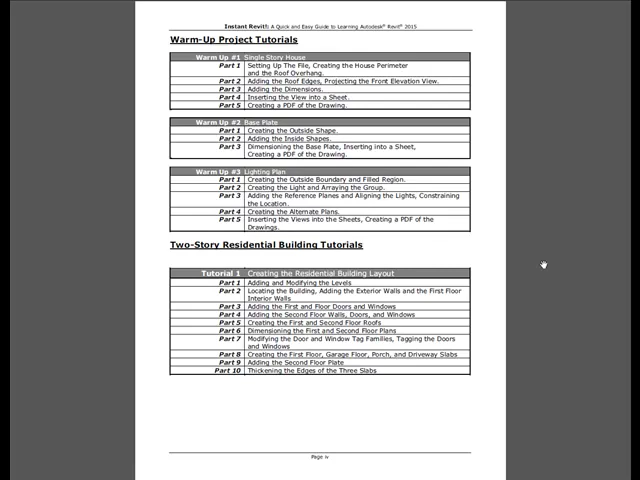 Instant Revit!: A Quick and Easy Guide to Learning Autodesk® Revit® 2015
Warm-Up Project Tutorials
Warm Up #1 Single Story House
Part 1 Setting Up The File, Creating the House Perimeter
and the Roof Overhang.
Part 2 Adding the Roof Edges, Projecting the Front Elevation View.
Part 3 Adding the Dimensions.
Part 4 Inserting the View into a Sheet.
Part 5 Creating a PDF of the Drawing.
Warm Up #2 Base Plate
Part 1 Creating the Outside Shape.
Part 2 Adding the Inside Shapes.
Part 3 Dimensioning the Base Plate, Inserting into a Sheet,
Creating a PDF of the Drawing.
Warm Up #3 Lighting Plan
Part 1 Creating the Outside Boundary and Filled Region.
Part 2 Creating the Light and Arraying the Group.
Part 3 Adding the Reference Planes and Aligning the Lights, Constraining
the Location.
Part 4 Creating the Alternate Plans.
Part 5 Inserting the Views into the Sheets, Creating a PDF of the
Drawings.
Two-Story Residential Building Tutorials
Tutorial 1 Creating the Residential Building Layout
Part 1 Adding and Modifying the Levels
Part 2 Locating the Building, Adding the Exterior Walls and the First Floor
Interior Walls
Part 3 Adding the First and Floor Doors and Windows
Part 4 Adding the Second Floor Walls, Doors, and Windows
Part 5 Creating the First and Second Floor Roofs
Part 6 Dimensioning the First and Second Floor Plans
Part 7 Modifying the Door and Window Tag Families, Tagging the Doors
and Windows
Part 8 Creating the First Floor, Garage Floor, Porch, and Driveway Slabs
Part 9 Adding the Second Floor Plate
Part 10 Thickening the Edges of the Three Slabs
Page iv